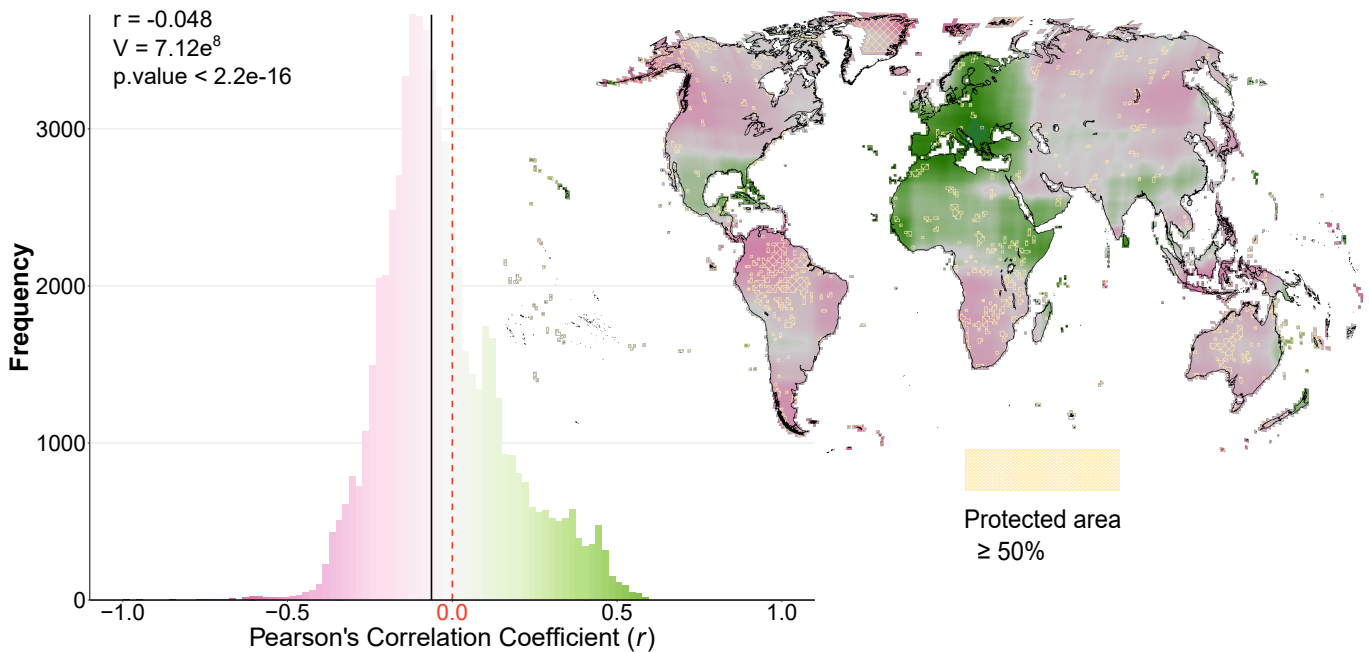 r = -0.048
V = 7.12e⁸
p.value < 2.2e-16
Frequency
3000
2000
1000
0
−1.0
−0.5
0.0
0.5
1.0
Pearson's Correlation Coefficient (r)
Protected area
≥ 50%